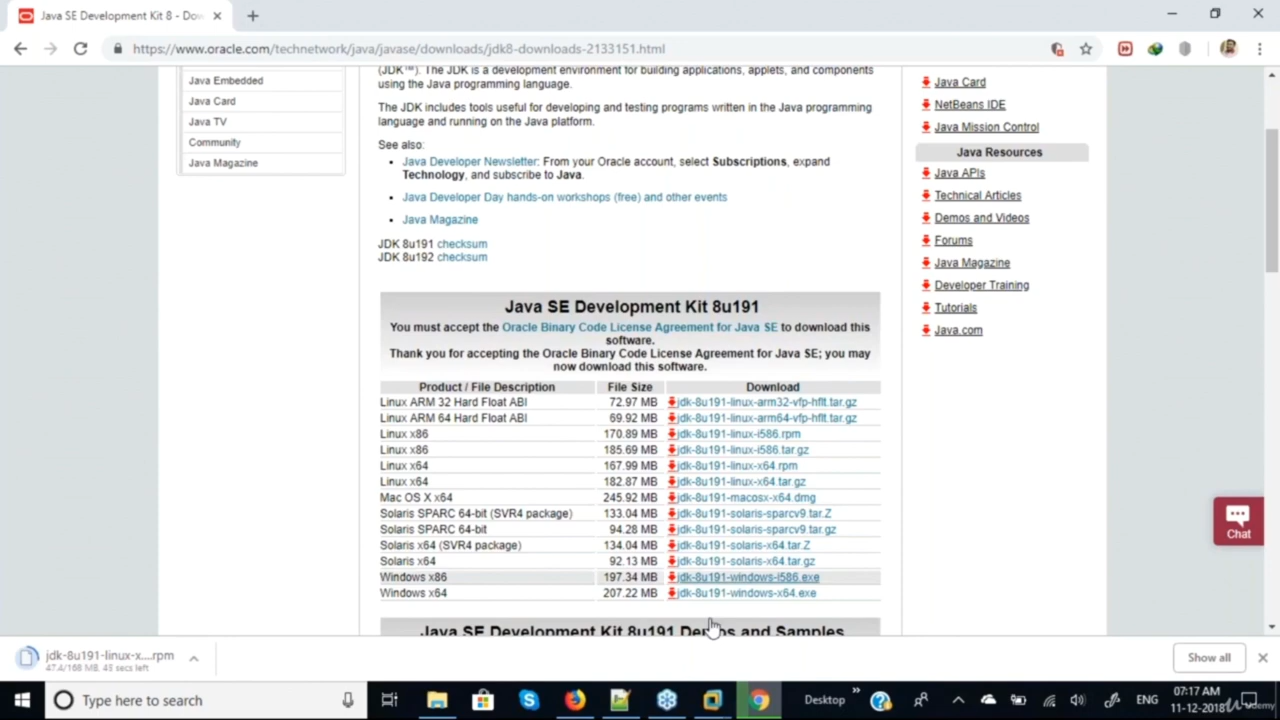 Java SE Development Kit 8 - Dow
https://www.oracle.com/technetwork/java/javase/downloads/jdk8-downloads-2133151.html
Java Embedded
Java Card
Java TV
Community
Java Magazine
(JDK™). The JDK is a development environment for building applications, applets, and components
using the Java programming language.
The JDK includes tools useful for developing and testing programs written in the Java programming
language and running on the Java platform.
See also:
Java Developer Newsletter: From your Oracle account, select Subscriptions, expand
Technology, and subscribe to Java.
Java Developer Day hands-on workshops (free) and other events
Java Magazine
JDK 8u191 checksum
JDK 8u192 checksum
Java SE Development Kit 8u191
You must accept the Oracle Binary Code License Agreement for Java SE to download this
software.
Thank you for accepting the Oracle Binary Code License Agreement for Java SE; you may
now download this software.
Product / File Description File Size Download
Linux ARM 32 Hard Float ABI 72.97 MB jdk-8u191-linux-arm32-vfp-hflt.tar.gz
Linux ARM 64 Hard Float ABI 69.92 MB jdk-8u191-linux-arm64-vfp-hflt.tar.gz
Linux x86 170.89 MB jdk-8u191-linux-i586.rpm
Linux x86 185.69 MB jdk-8u191-linux-i586.tar.gz
Linux x64 167.99 MB jdk-8u191-linux-x64.rpm
Linux x64 182.87 MB jdk-8u191-linux-x64.tar.gz
Mac OS X x64 245.92 MB jdk-8u191-macosx-x64.dmg
Solaris SPARC 64-bit (SVR4 package) 133.04 MB jdk-8u191-solaris-sparcv9.tar.Z
Solaris SPARC 64-bit 94.28 MB jdk-8u191-solaris-sparcv9.tar.gz
Solaris x64 (SVR4 package) 134.04 MB jdk-8u191-solaris-x64.tar.Z
Solaris x64 92.13 MB jdk-8u191-solaris-x64.tar.gz
Windows x86 197.34 MB jdk-8u191-windows-i586.exe
Windows x64 207.22 MB jdk-8u191-windows-x64.exe
Java SE Development Kit 8u191 Demos and Samples
Java Card
NetBeans IDE
Java Mission Control
Java Resources
Java APIs
Technical Articles
Demos and Videos
Forums
Java Magazine
Developer Training
Tutorials
Java.com
Chat
jdk-8u191-linux-x....rpm
47.4/168 MB, 45 secs left
Show all
Type here to search
Desktop
ENG
07:17 AM
11-12-2018
Udemy